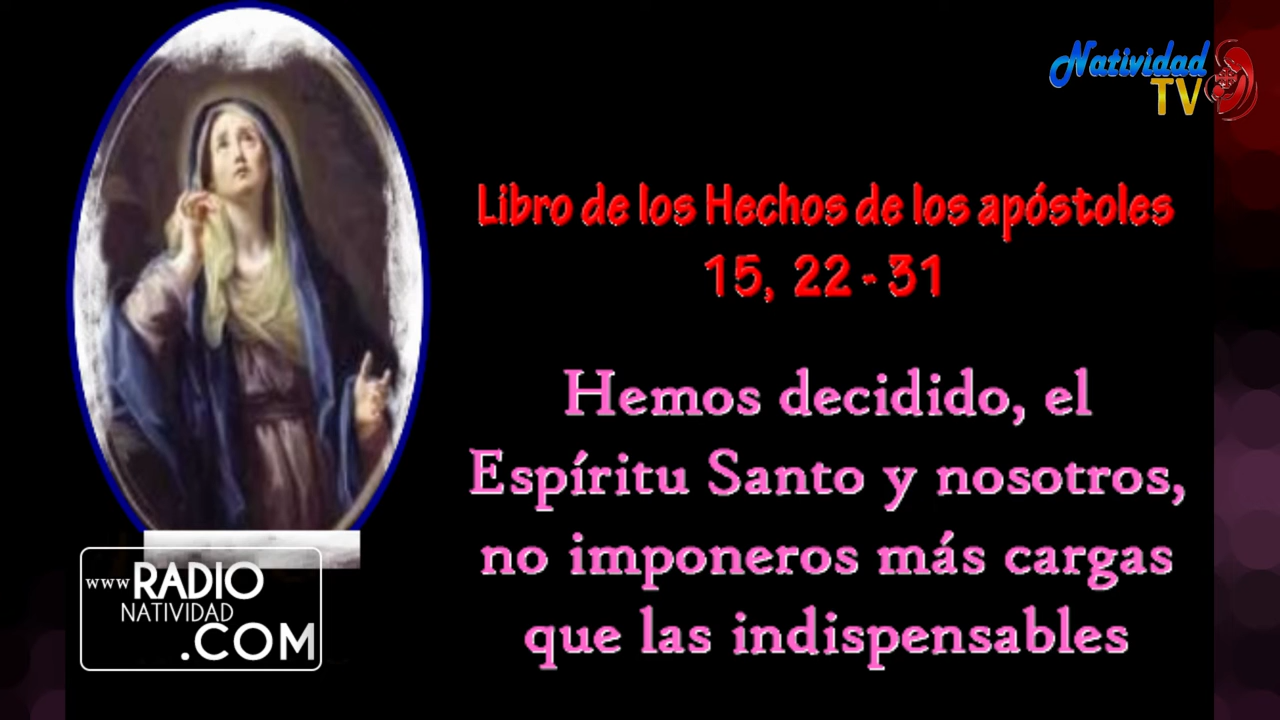 Natividad
TV
Libro de los Hechos de los apóstoles
15, 22 - 31
Hemos decidido, el
Espíritu Santo y nosotros,
no imponeros más cargas
que las indispensables
www RADIO
NATIVIDAD
.COM